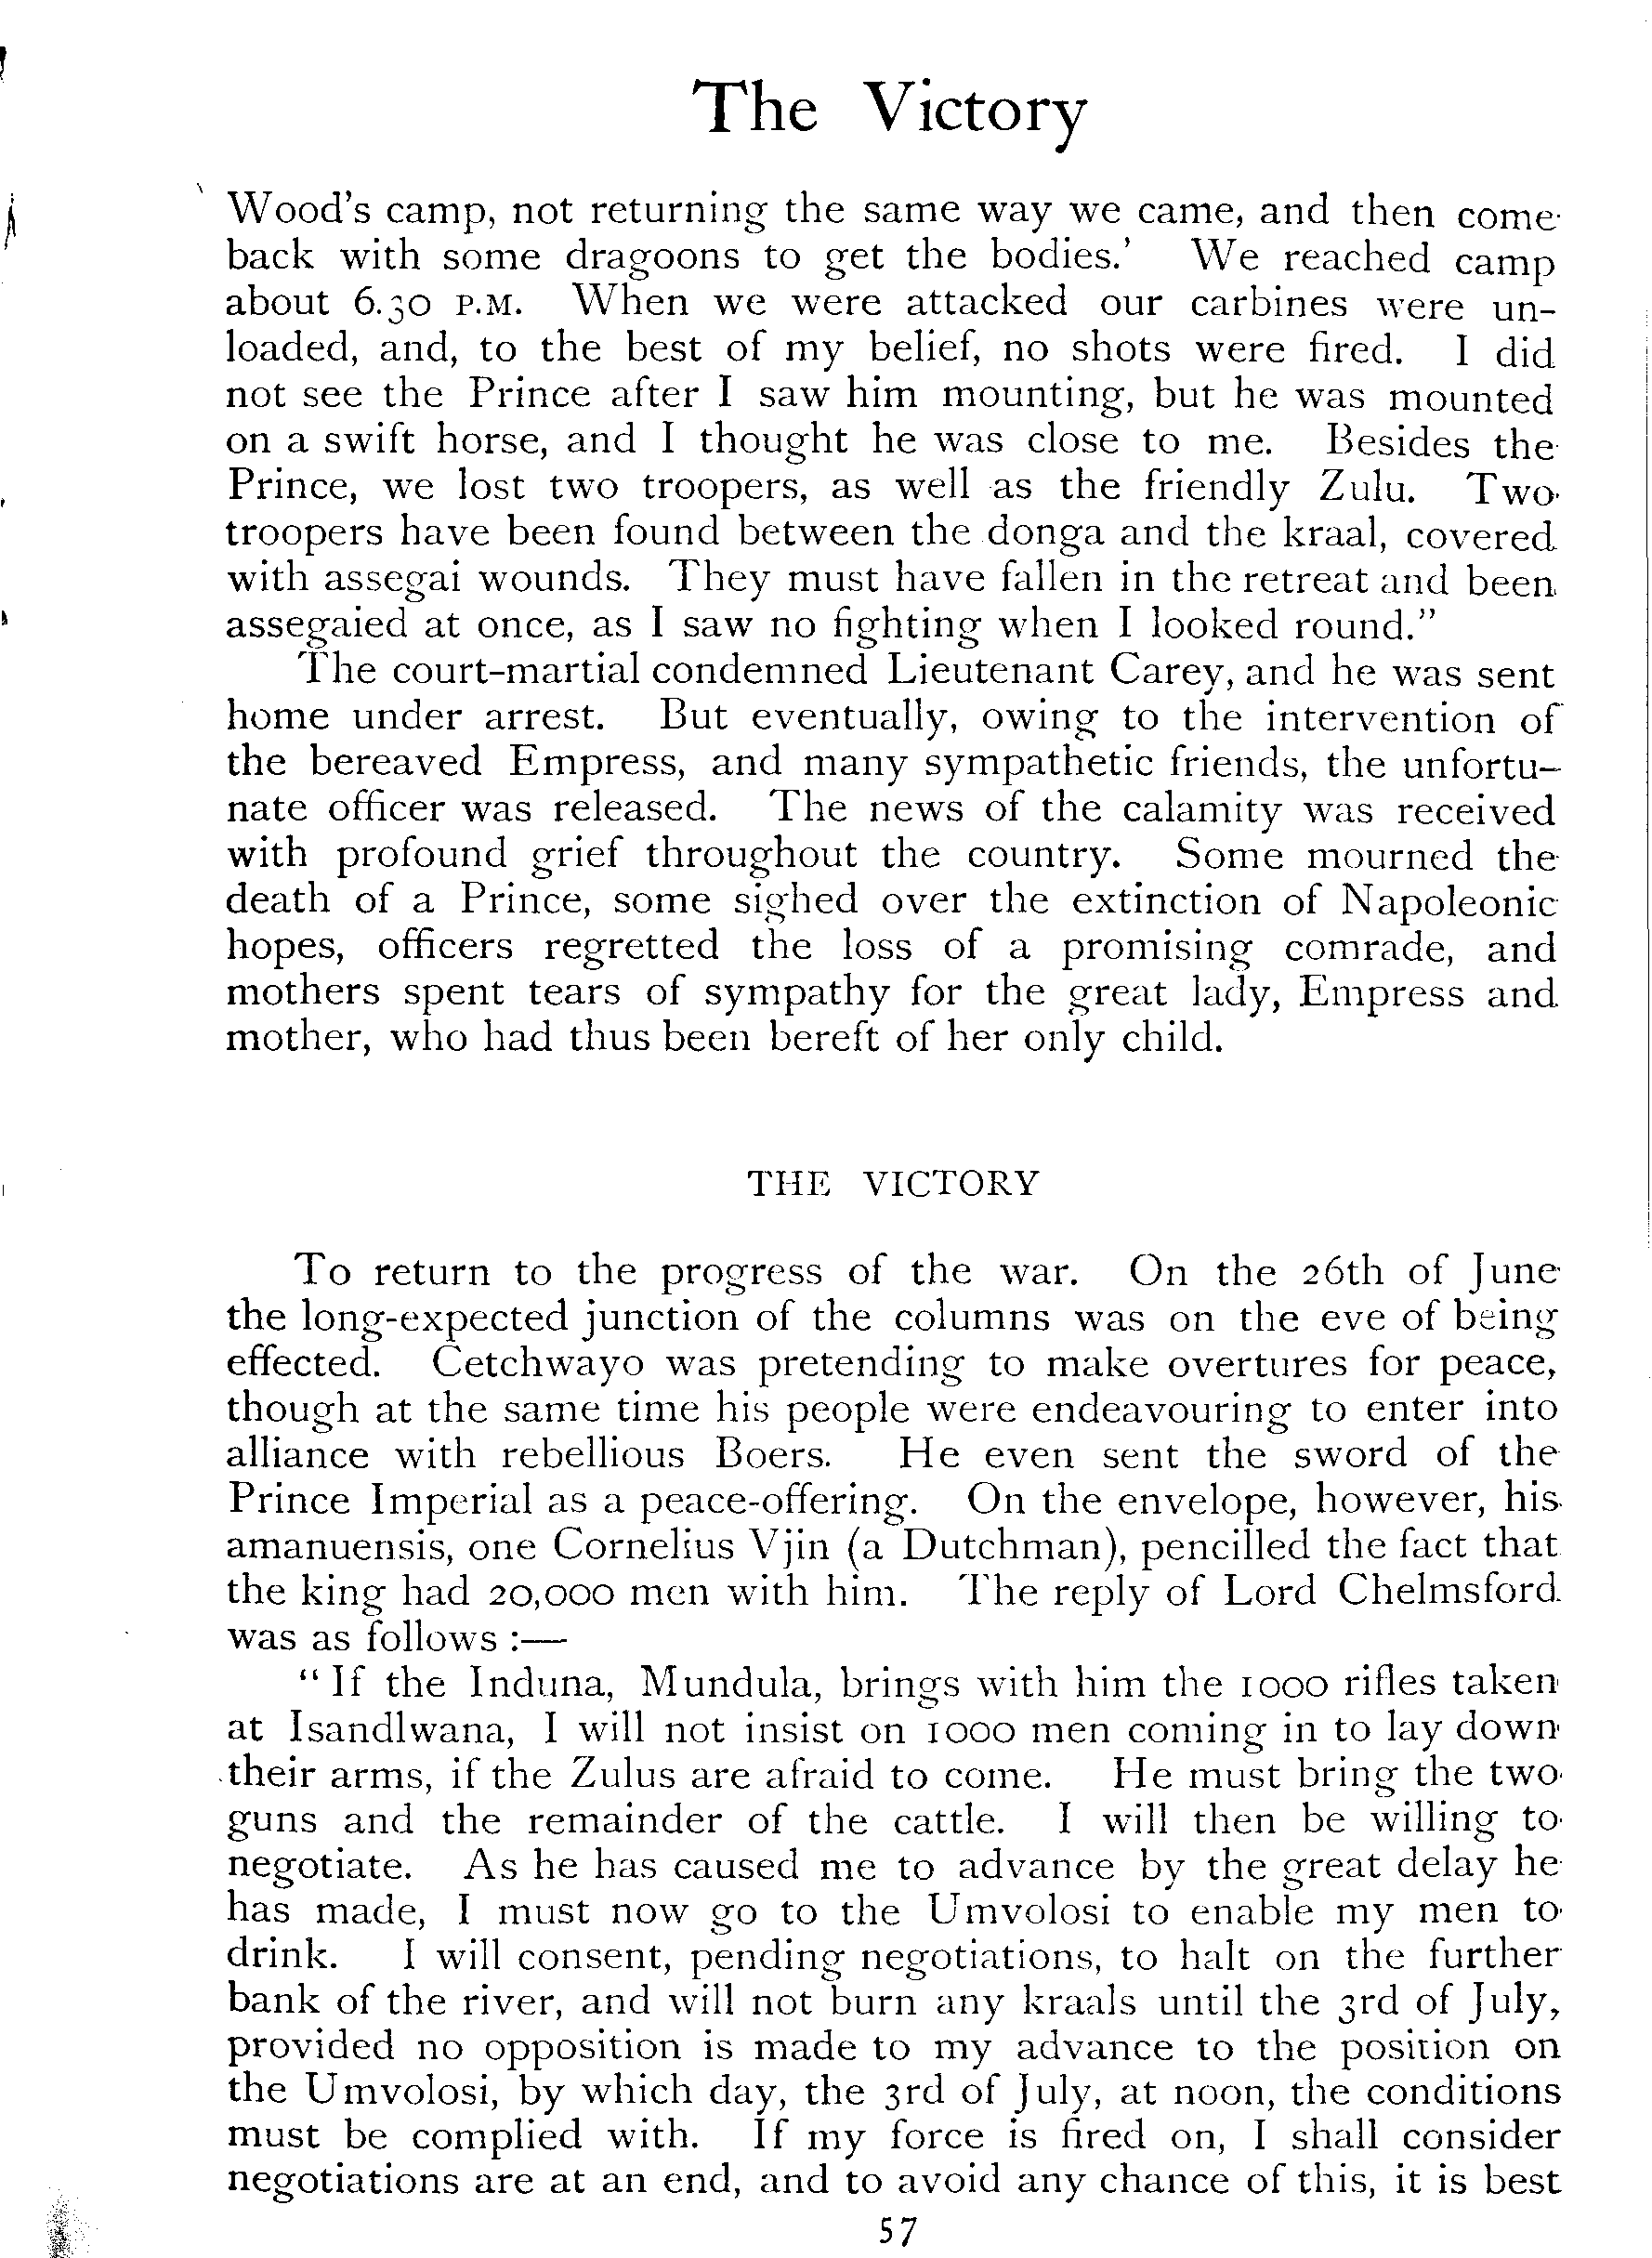 The Victory
Wood's camp, not returning the same way we came, and then come
back with some dragoons to get the bodies.' We reached camp
about 6.30 P.M. When we were attacked our carbines were un-
loaded, and, to the best of my belief, no shots were fired. I did
not see the Prince after I saw him mounting, but he was mounted
on a swift horse, and I thought he was close to me. Besides the
Prince, we lost two troopers, as well as the friendly Zulu. Two
troopers have been found between the donga and the kraal, covered
with assegai wounds. They must have fallen in the retreat and been
assegaied at once, as I saw no fighting when I looked round."
The court-martial condemned Lieutenant Carey, and he was sent
home under arrest. But eventually, owing to the intervention of
the bereaved Empress, and many sympathetic friends, the unfortu-
nate officer was released. The news of the calamity was received
with profound grief throughout the country. Some mourned the
death of a Prince, some sighed over the extinction of Napoleonic
hopes, officers regretted the loss of a promising comrade, and
mothers spent tears of sympathy for the great lady, Empress and
mother, who had thus been bereft of her only child.
THE VICTORY
To return to the progress of the war. On the 26th of June
the long-expected junction of the columns was on the eve of being
effected. Cetchwayo was pretending to make overtures for peace,
though at the same time his people were endeavouring to enter into
alliance with rebellious Boers. He even sent the sword of the
Prince Imperial as a peace-offering. On the envelope, however, his
amanuensis, one Cornelius Vjin (a Dutchman), pencilled the fact that
the king had 20,000 men with him. The reply of Lord Chelmsford
was as follows :—
"If the Induna, Mundula, brings with him the 1000 rifles taken
at Isandlwana, I will not insist on 1000 men coming in to lay down
their arms, if the Zulus are afraid to come. He must bring the two
guns and the remainder of the cattle. I will then be willing to
negotiate. As he has caused me to advance by the great delay he
has made, I must now go to the Umvolosi to enable my men to
drink. I will consent, pending negotiations, to halt on the further
bank of the river, and will not burn any kraals until the 3rd of July,
provided no opposition is made to my advance to the position on
the Umvolosi, by which day, the 3rd of July, at noon, the conditions
must be complied with. If my force is fired on, I shall consider
negotiations are at an end, and to avoid any chance of this, it is best
57